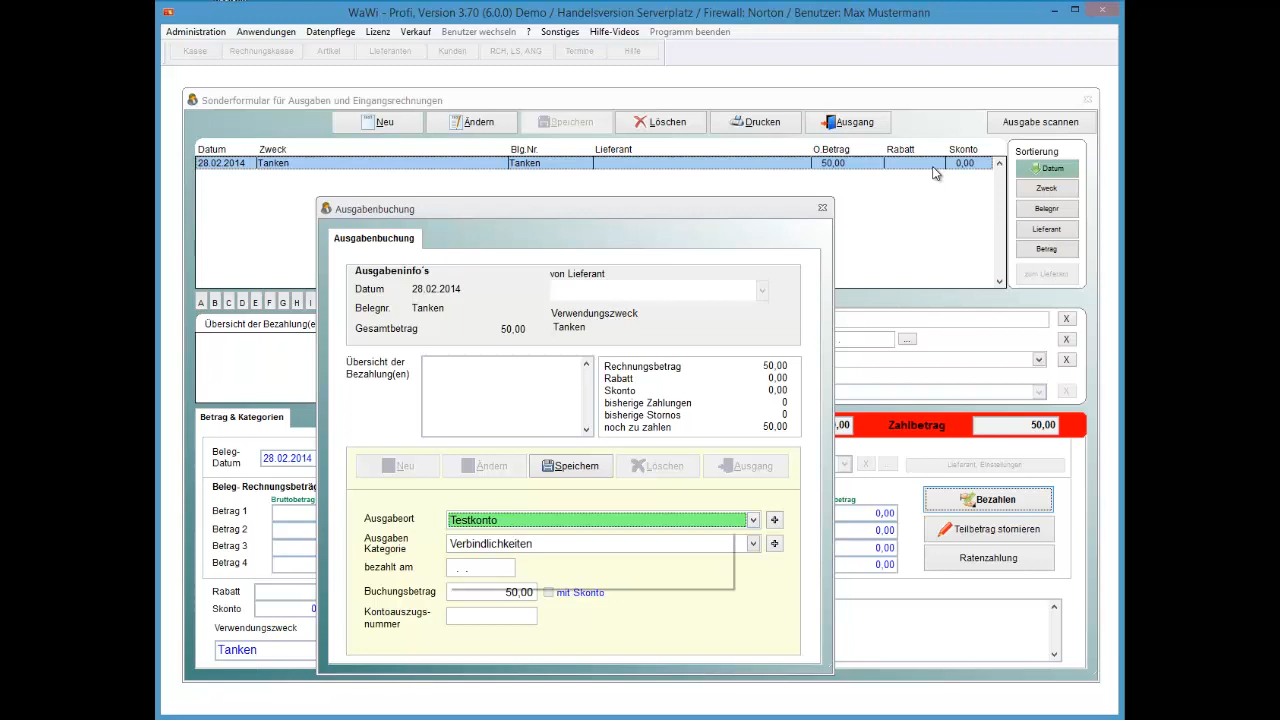 WaWi - Profi, Version 3.70 (6.0.0) Demo / Handelsversion Serverplatz / Firewall: Norton / Benutzer: Max Mustermann
Administration Anwendungen Datenpflege Lizenz Verkauf Benutzer wechseln ? Sonstiges Hilfe-Videos Programm beenden
Kasse Rechnungskasse Artikel Lieferanten Kunden RCH, LS, ANG Termine Hilfe
Sonderformular für Ausgaben und Eingangsrechnungen
Neu Ändern Speichern Löschen Drucken Ausgang Ausgabe scannen
Datum Zweck Blg.Nr. Lieferant O.Betrag Rabatt Skonto
28.02.2014 Tanken Tanken 50,00 0,00
Sortierung
Datum
Zweck
Belegnr
Lieferant
Betrag
zum Lieferant
A B C D E F G H I
Übersicht der Bezahlung(e
X
. ... X
X
X
Ausgabenbuchung
Ausgabenbuchung
Ausgabeninfo´s
Datum 28.02.2014
Belegnr. Tanken
Gesamtbetrag 50,00
von Lieferant
Verwendungszweck
Tanken
Übersicht der
Bezahlung(en)
Rechnungsbetrag 50,00
Rabatt 0,00
Skonto 0,00
bisherige Zahlungen 0
bisherige Stornos 0
noch zu zahlen 50,00
Neu Ändern Speichern Löschen Ausgang
Ausgabeort Testkonto
Ausgaben
Kategorie Verbindlichkeiten
bezahlt am . .
Buchungsbetrag 50,00 mit Skonto
Kontoauszugs-
nummer
Betrag & Kategorien
,00 Zahlbetrag 50,00
Beleg-
Datum 28.02.2014
X ... Lieferant, Einstellungen
Beleg- Rechnungsbeträg
Bruttobetrag
etrag
Betrag 1
Betrag 2
Betrag 3
Betrag 4
0,00
0,00
0,00
0,00
Bezahlen
Teilbetrag stornieren
Ratenzahlung
Rabatt
Skonto 0
Verwendungszweck
Tanken